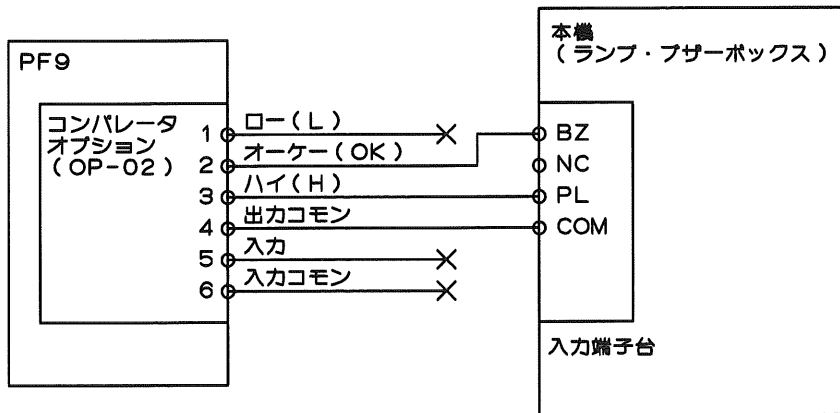 PF9
コンパレータ
オプション
(OP-02)
1
ロー(L)
2
オーケー(OK)
3
ハイ(H)
4
出力コモン
5
入力
6
入力コモン
本機
(ランプ・ブザーボックス)
BZ
NC
PL
COM
入力端子台